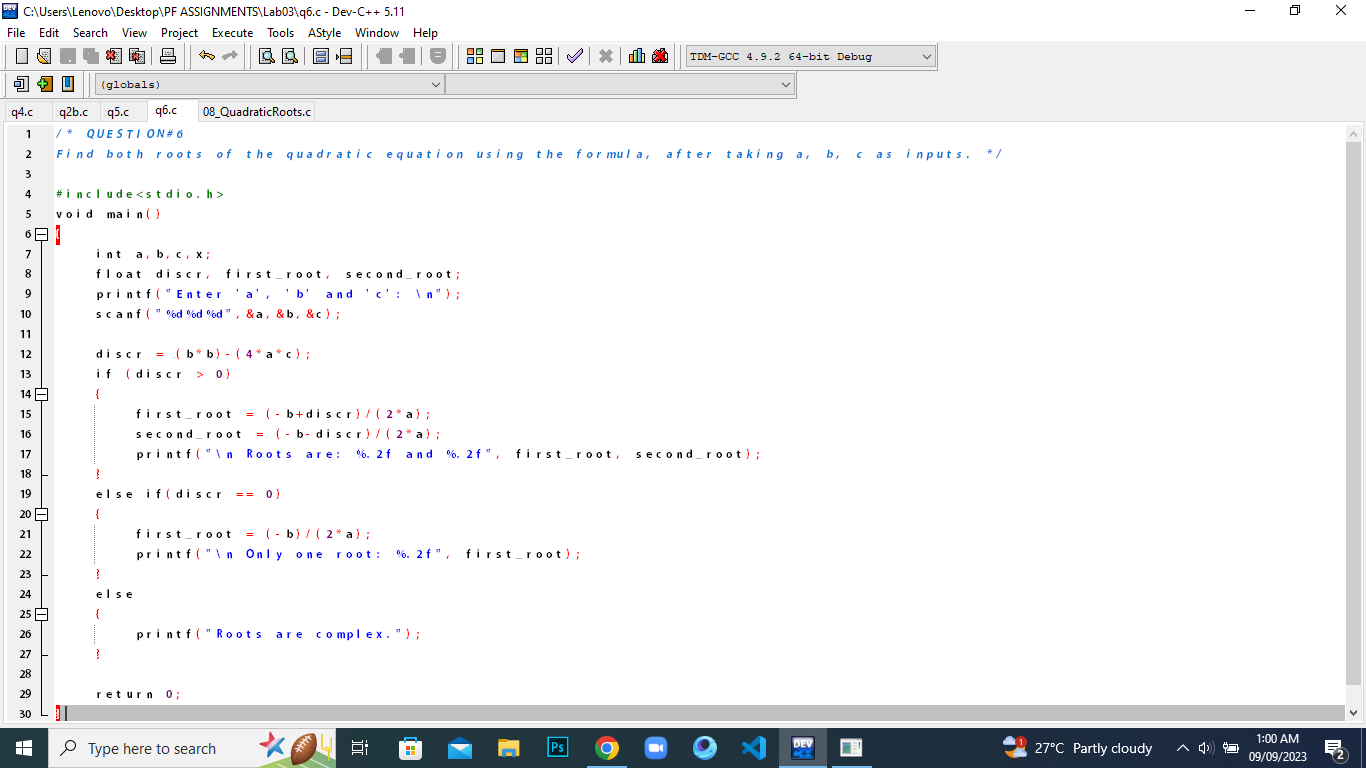 C:\Users\Lenovo\Desktop\PF ASSIGNMENTS\Lab03\q6.c - Dev-C++ 5.11
File Edit Search View Project Execute Tools AStyle Window Help
TDM-GCC 4.9.2 64-bit Debug
(globals)
q4.c q2b.c q5.c q6.c 08_QuadraticRoots.c
1 /* QUESTION#6
2 Find both roots of the quadratic equation using the formula, after taking a, b, c as inputs. */
3
4 #include<stdio.h>
5 void main()
6 {
7 int a,b,c,x;
8 float discr, first_root, second_root;
9 printf("Enter 'a', 'b' and 'c': \n");
10 scanf("%d%d%d",&a,&b,&c);
11
12 discr = (b*b)-(4*a*c);
13 if (discr > 0)
14 {
15 first_root = (-b+discr)/(2*a);
16 second_root = (-b-discr)/(2*a);
17 printf("\n Roots are: %.2f and %.2f", first_root, second_root);
18 }
19 else if(discr == 0)
20 {
21 first_root = (-b)/(2*a);
22 printf("\n Only one root: %.2f", first_root);
23 }
24 else
25 {
26 printf("Roots are complex.");
27 }
28
29 return 0;
30 }
Type here to search
Ps
DEV
1
27°C Partly cloudy
1:00 AM
09/09/2023
2